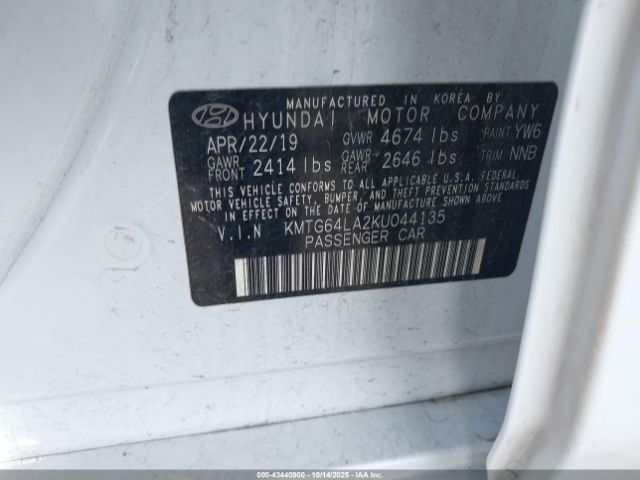 MANUFACTURED IN KOREA BY
HYUNDAI MOTOR COMPANY
APR/22/19 GVWR 4674 lbs PAINT YW6
GAWR FRONT 2414 lbs GAWR REAR 2646 lbs TRIM NNB
THIS VEHICLE CONFORMS TO ALL APPLICABLE U.S.A. FEDERAL
MOTOR VEHICLE SAFETY, BUMPER, AND THEFT PREVENTION STANDARDS
IN EFFECT ON THE DATE OF MANUFACTURE SHOWN ABOVE.
V.I.N KMTG64LA2KU044135
PASSENGER CAR
000-43440900 - 10/14/2025 - IAA, Inc.